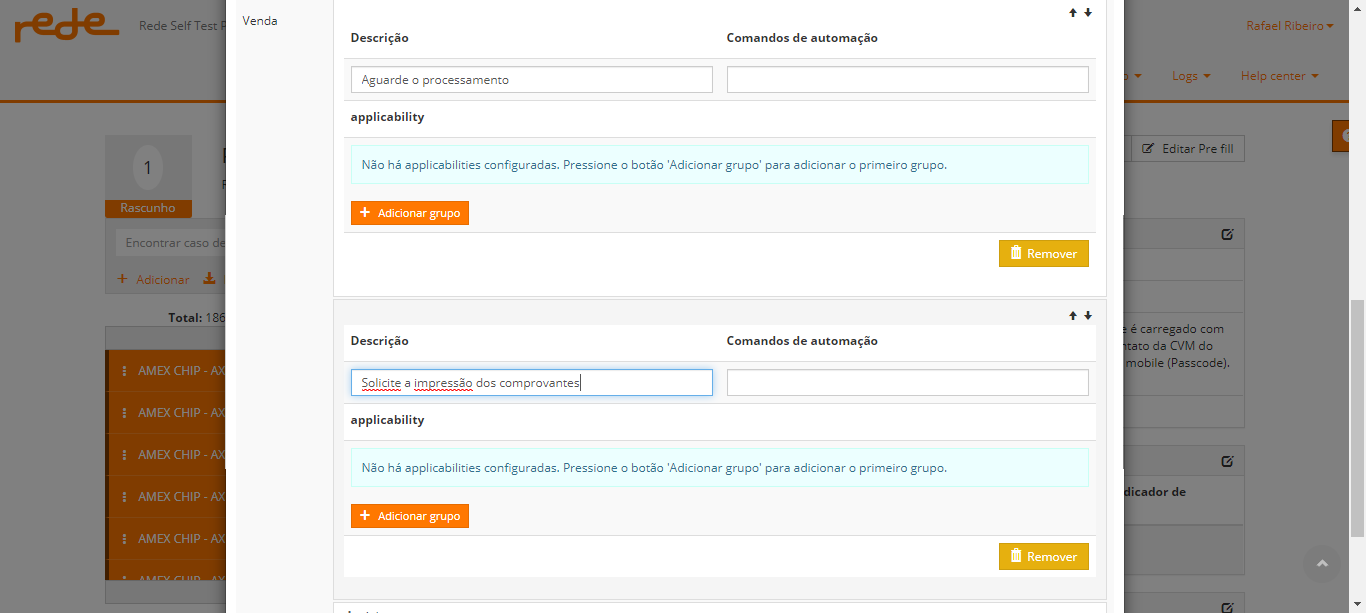 rede
Rede Self Test
Venda
Rafael Ribeiro
Logs
Help center
Descrição
Comandos de automação
Aguarde o processamento
applicability
Não há applicabilities configuradas. Pressione o botão 'Adicionar grupo' para adicionar o primeiro grupo.
+ Adicionar grupo
Remover
1
Rascunho
Editar Pre fill
Encontrar caso de
+ Adicionar
Total: 186
Descrição
Comandos de automação
Solicite a impressão dos comprovantes
applicability
Não há applicabilities configuradas. Pressione o botão 'Adicionar grupo' para adicionar o primeiro grupo.
+ Adicionar grupo
Remover
AMEX CHIP - AX
AMEX CHIP - AX
AMEX CHIP - AX
AMEX CHIP - AX
AMEX CHIP - AX
AMEX CHIP - AX
e é carregado com
ntato da CVM do
mobile (Passcode).
dicador de